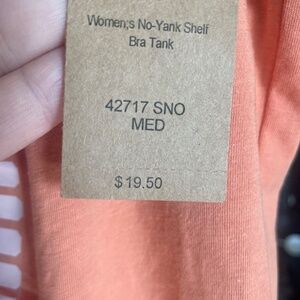 Women;s No-Yank Shelf
Bra Tank
42717 SNO
MED
$19.50